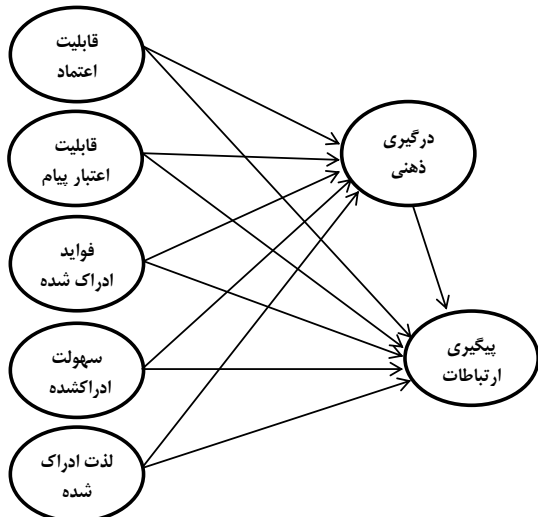 قابلیت
اعتماد
قابلیت
اعتبار پیام
فواید
ادراک شده
سهولت
ادراکشده
لذت ادراک
شده
درگیری
ذهنی
پیگیری
ارتباطات